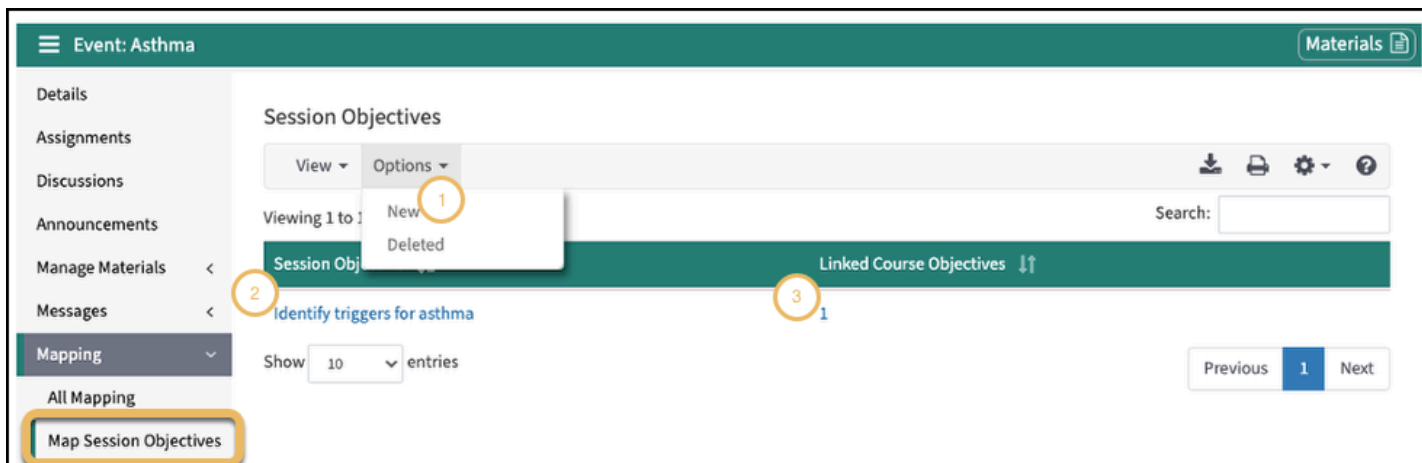 Event: Asthma
Materials
Details
Assignments
Discussions
Announcements
Manage Materials
Messages
Mapping
All Mapping
Map Session Objectives
Session Objectives
View Options
1
New
Deleted
Viewing 1 to 1
Search:
Session Obj
Linked Course Objectives
2
3
Identify triggers for asthma
1
Show 10 entries
Previous 1 Next